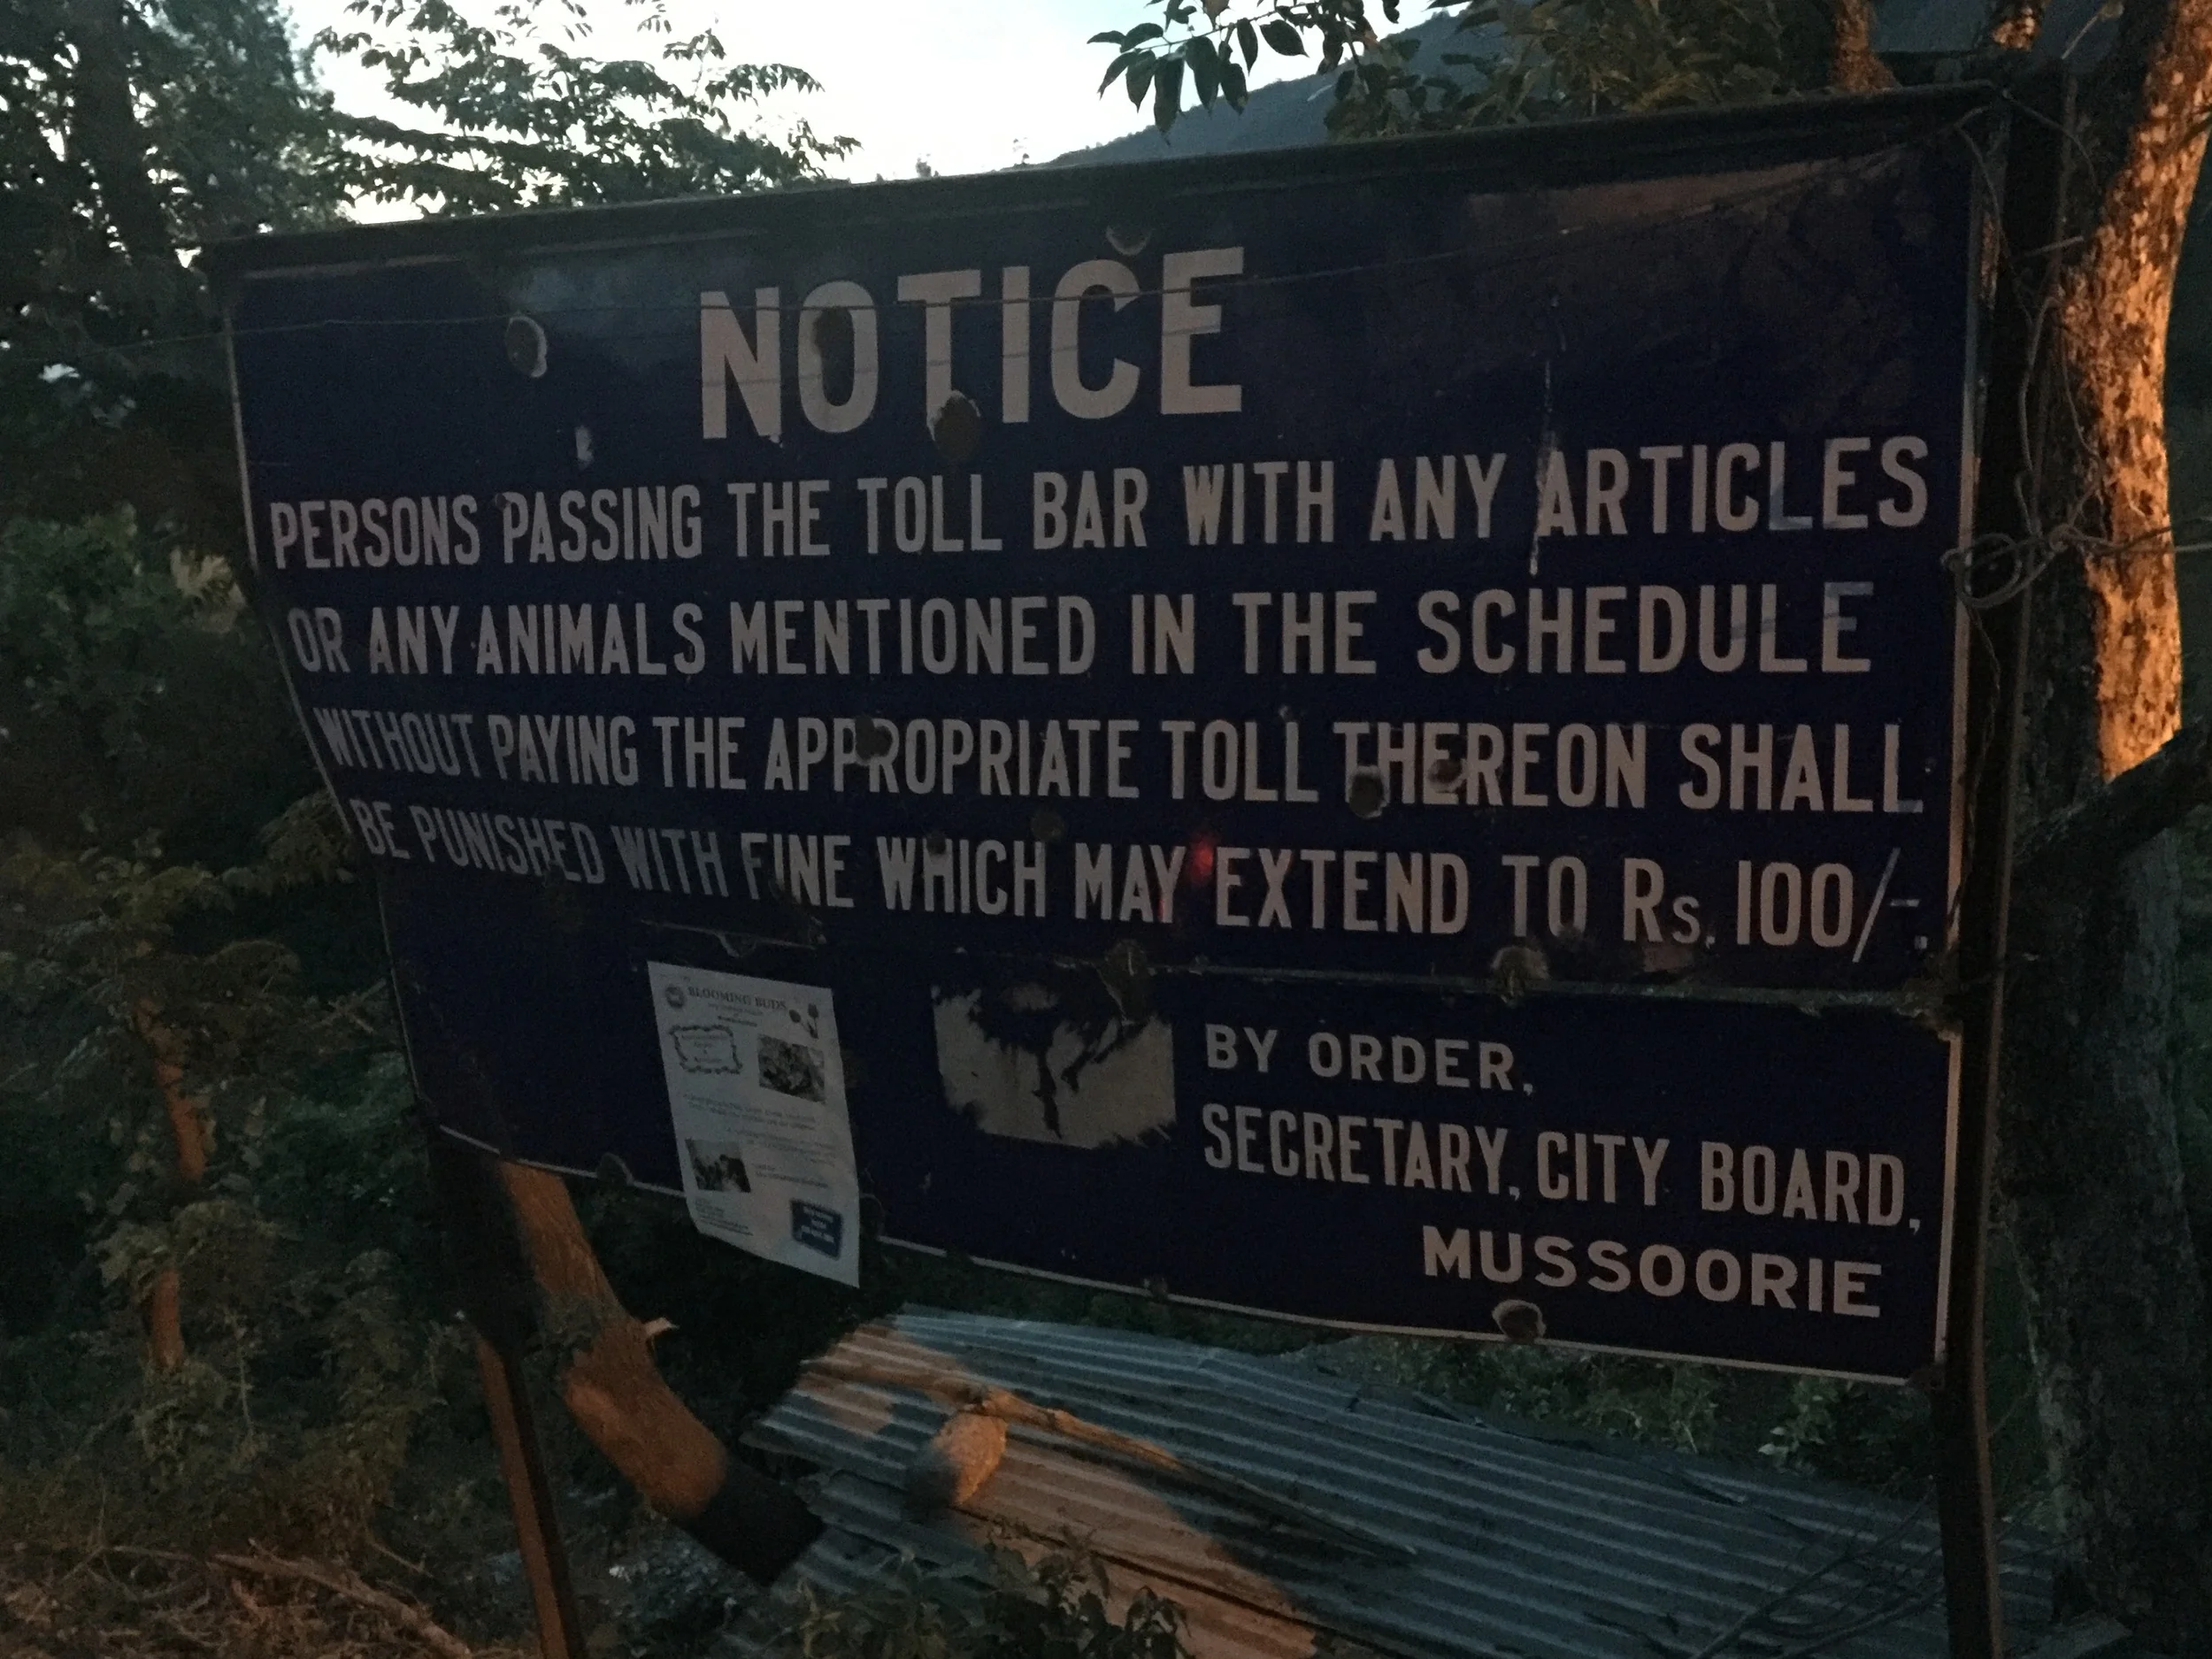 NOTICE
PERSONS PASSING THE TOLL BAR WITH ANY ARTICLES
OR ANY ANIMALS MENTIONED IN THE SCHEDULE
WITHOUT PAYING THE APPROPRIATE TOLL THEREON SHALL
BE PUNISHED WITH FINE WHICH MAY EXTEND TO Rs. 100/-.
BLOOMING BUDS
BY ORDER,
SECRETARY, CITY BOARD,
MUSSOORIE